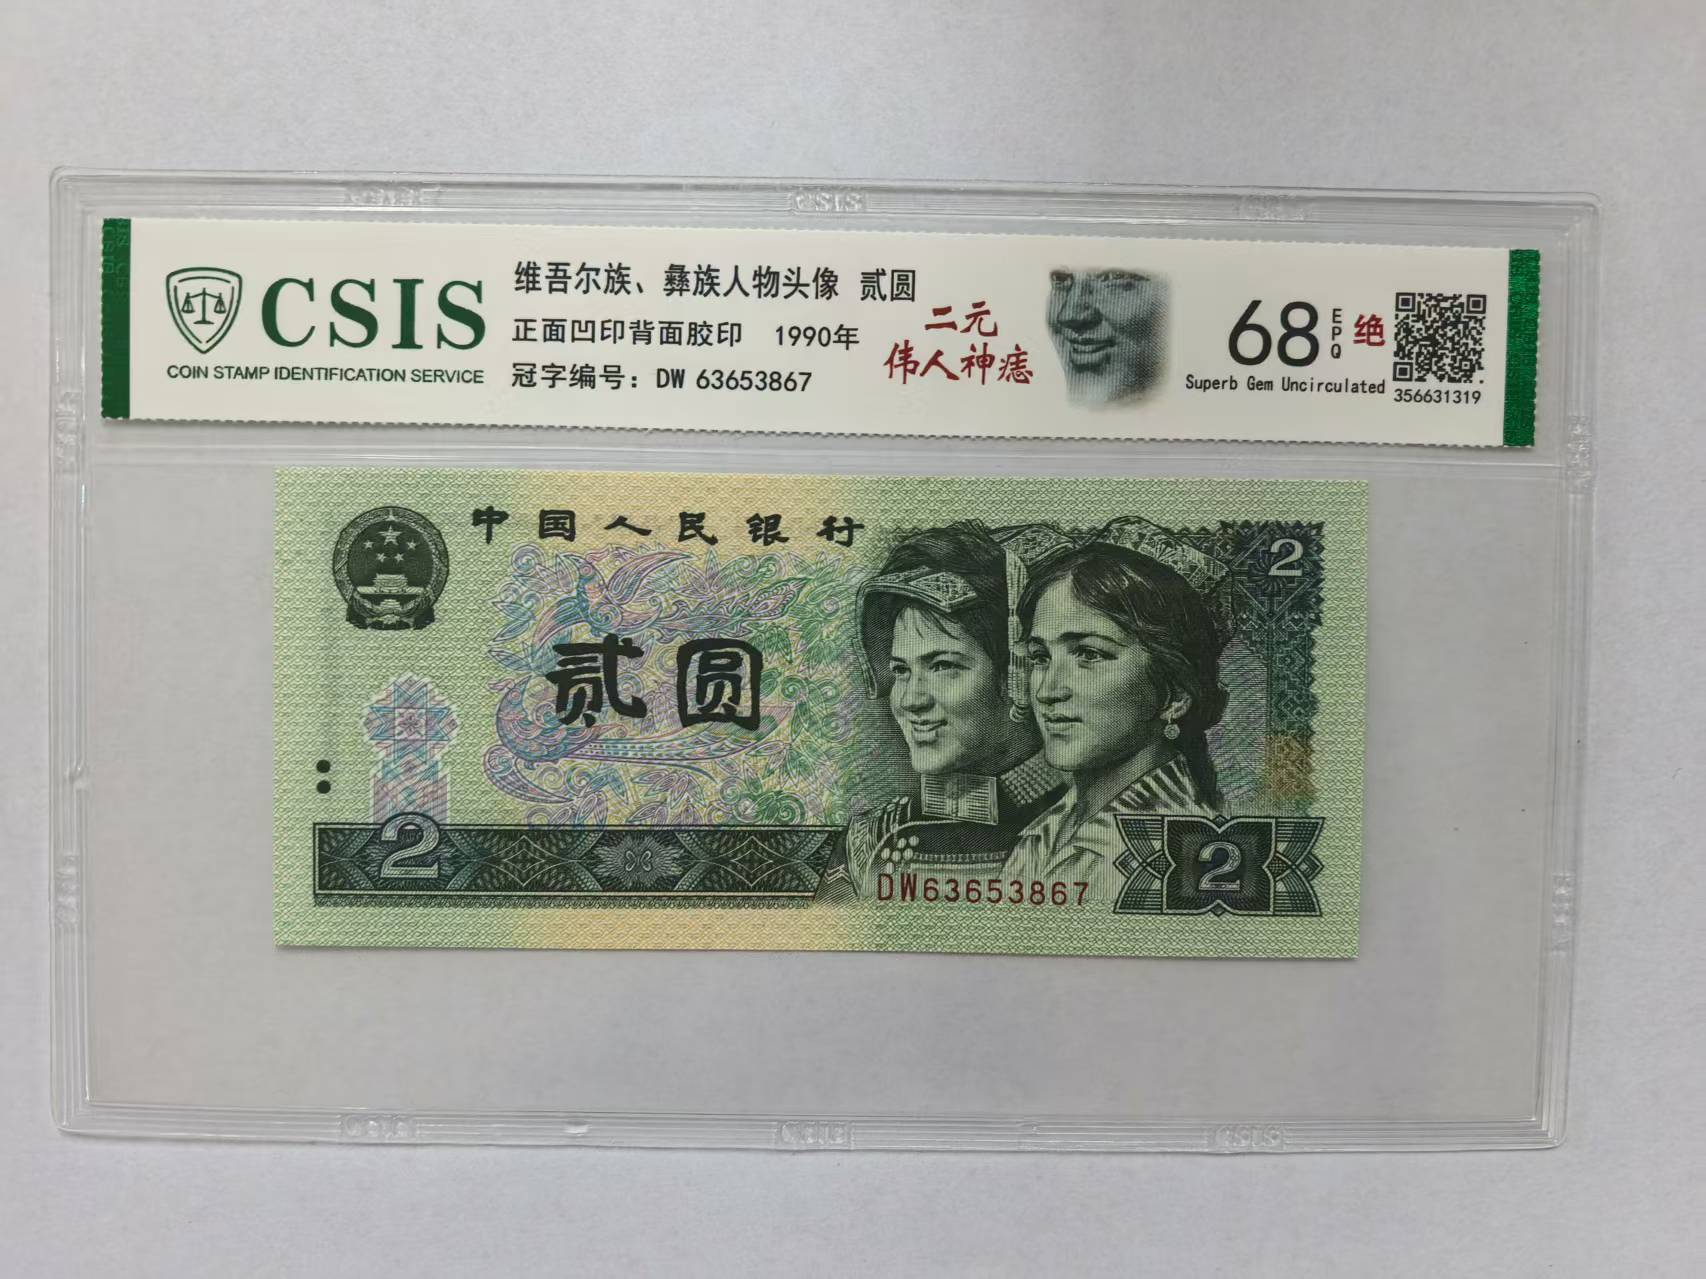 CSIS
COIN STAMP IDENTIFICATION SERVICE
维吾尔族、彝族人物头像 贰圆
正面凹印背面胶印 1990年
冠字编号：DW 63653867
二元
伟人神痣
68 EPQ 绝
Superb Gem Uncirculated
356631319
中国人民银行
2
贰圆
2
DW63653867
2